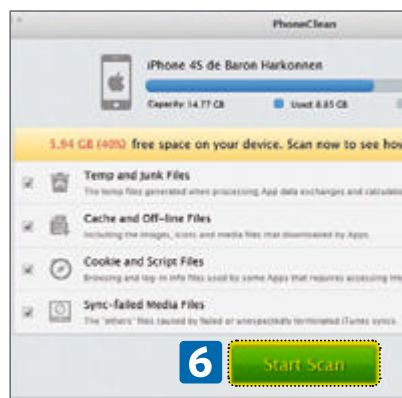 PhoneClean
iPhone 4S de Baron Harkonnen
Capacity: 14.77 GB Used: 8.85 GB
5.94 GB (40%) free space on your device. Scan now to see how
Temp and Junk Files
The temp files generated when processing App data exchanges and calculatio
Cache and Off-line Files
Including the images, icons and media files that downloaded by Apps.
Cookie and Script Files
Browsing and log-in info files used by some Apps that requires accessing Int
Sync-failed Media Files
The "others" files caused by failed or unexpectedly terminated iTunes syncs.
6 Start Scan